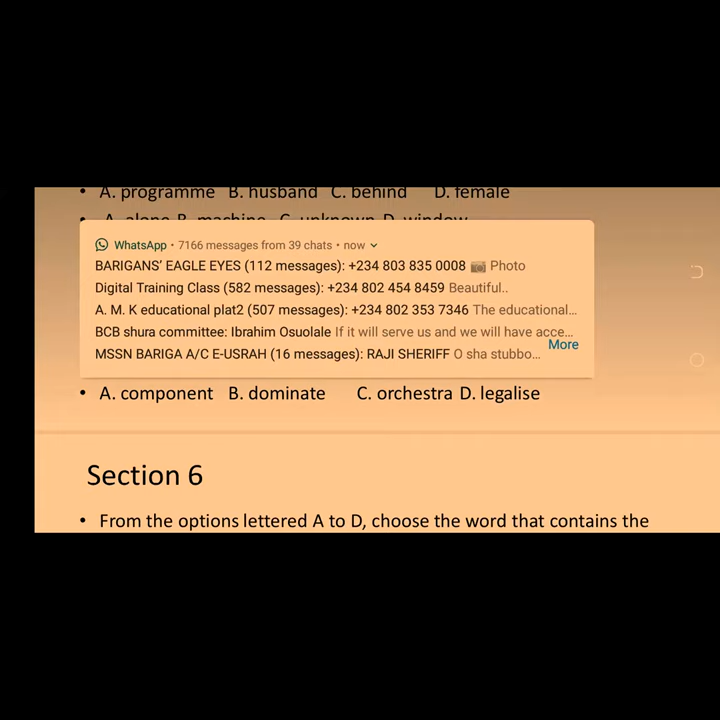 • A. programme B. husband C. behind D. female
• A. alone B. machine C. unknown D. window
WhatsApp • 7166 messages from 39 chats • now
BARIGANS' EAGLE EYES (112 messages): +234 803 835 0008 📷 Photo
Digital Training Class (582 messages): +234 802 454 8459 Beautiful..
A. M. K educational plat2 (507 messages): +234 802 353 7346 The educational...
BCB shura committee: Ibrahim Osuolale If it will serve us and we will have acce...
MSSN BARIGA A/C E-USRAH (16 messages): RAJI SHERIFF O sha stubbo...
More
• A. component B. dominate C. orchestra D. legalise
Section 6
• From the options lettered A to D, choose the word that contains the